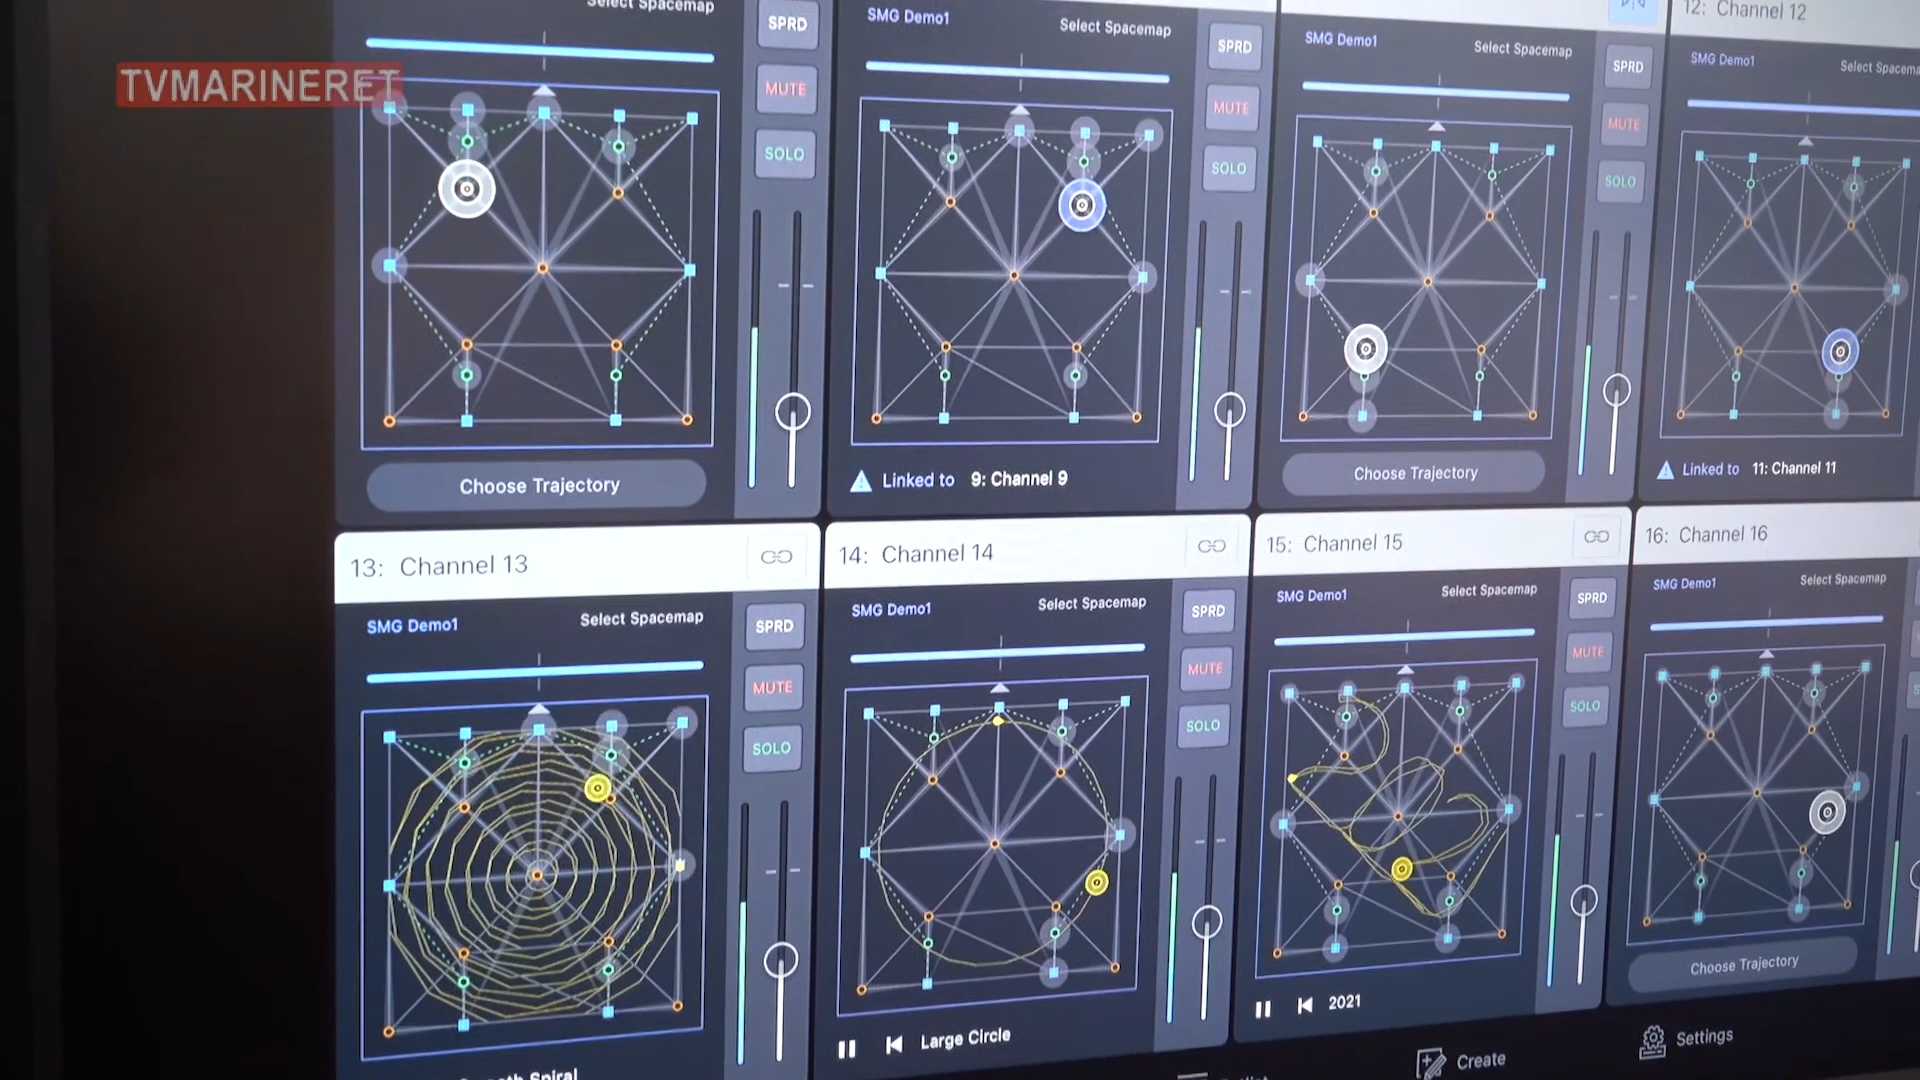 TVMARINERET
Select Spacemap
SPRD
MUTE
SOLO
Choose Trajectory
SMG Demo1
Select Spacemap
SPRD
MUTE
SOLO
Linked to 9: Channel 9
SMG Demo1
Select Spacemap
SPRD
MUTE
SOLO
Choose Trajectory
12: Channel 12
SMG Demo1
Select Spacema
Linked to 11: Channel 11
13: Channel 13
SMG Demo1
Select Spacemap
SPRD
MUTE
SOLO
Spiral
14: Channel 14
SMG Demo1
Select Spacemap
SPRD
MUTE
SOLO
Large Circle
15: Channel 15
SMG Demo1
Select Spacemap
SPRD
MUTE
SOLO
2021
16: Channel 16
SMG Demo1
Select Spacemap
Choose Trajectory
Create
Settings